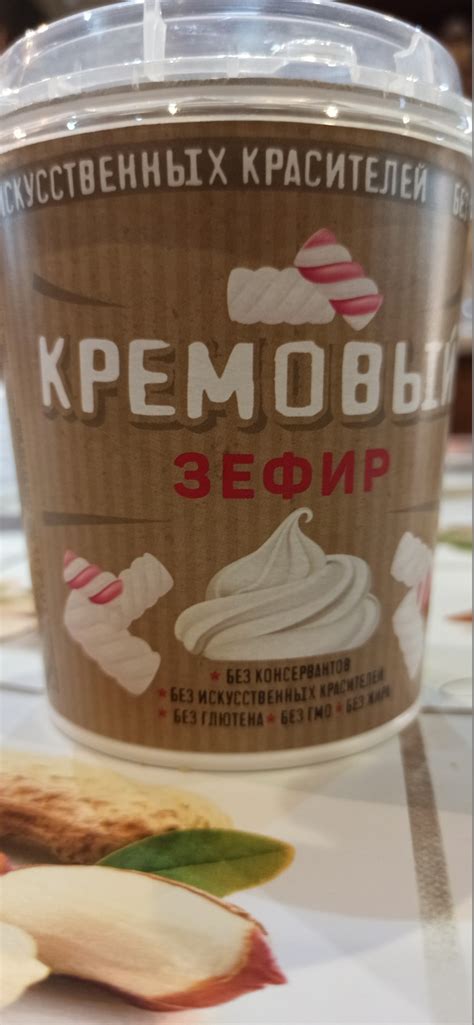 ИСКУССТВЕННЫХ КРАСИТЕЛЕЙ
КРЕМОВЫЙ
ЗЕФИР
★ БЕЗ КОНСЕРВАНТОВ
★ БЕЗ ИСКУССТВЕННЫХ КРАСИТЕЛЕЙ
★ БЕЗ ГЛЮТЕНА ★ БЕЗ ГМО ★ БЕЗ ЖИРА